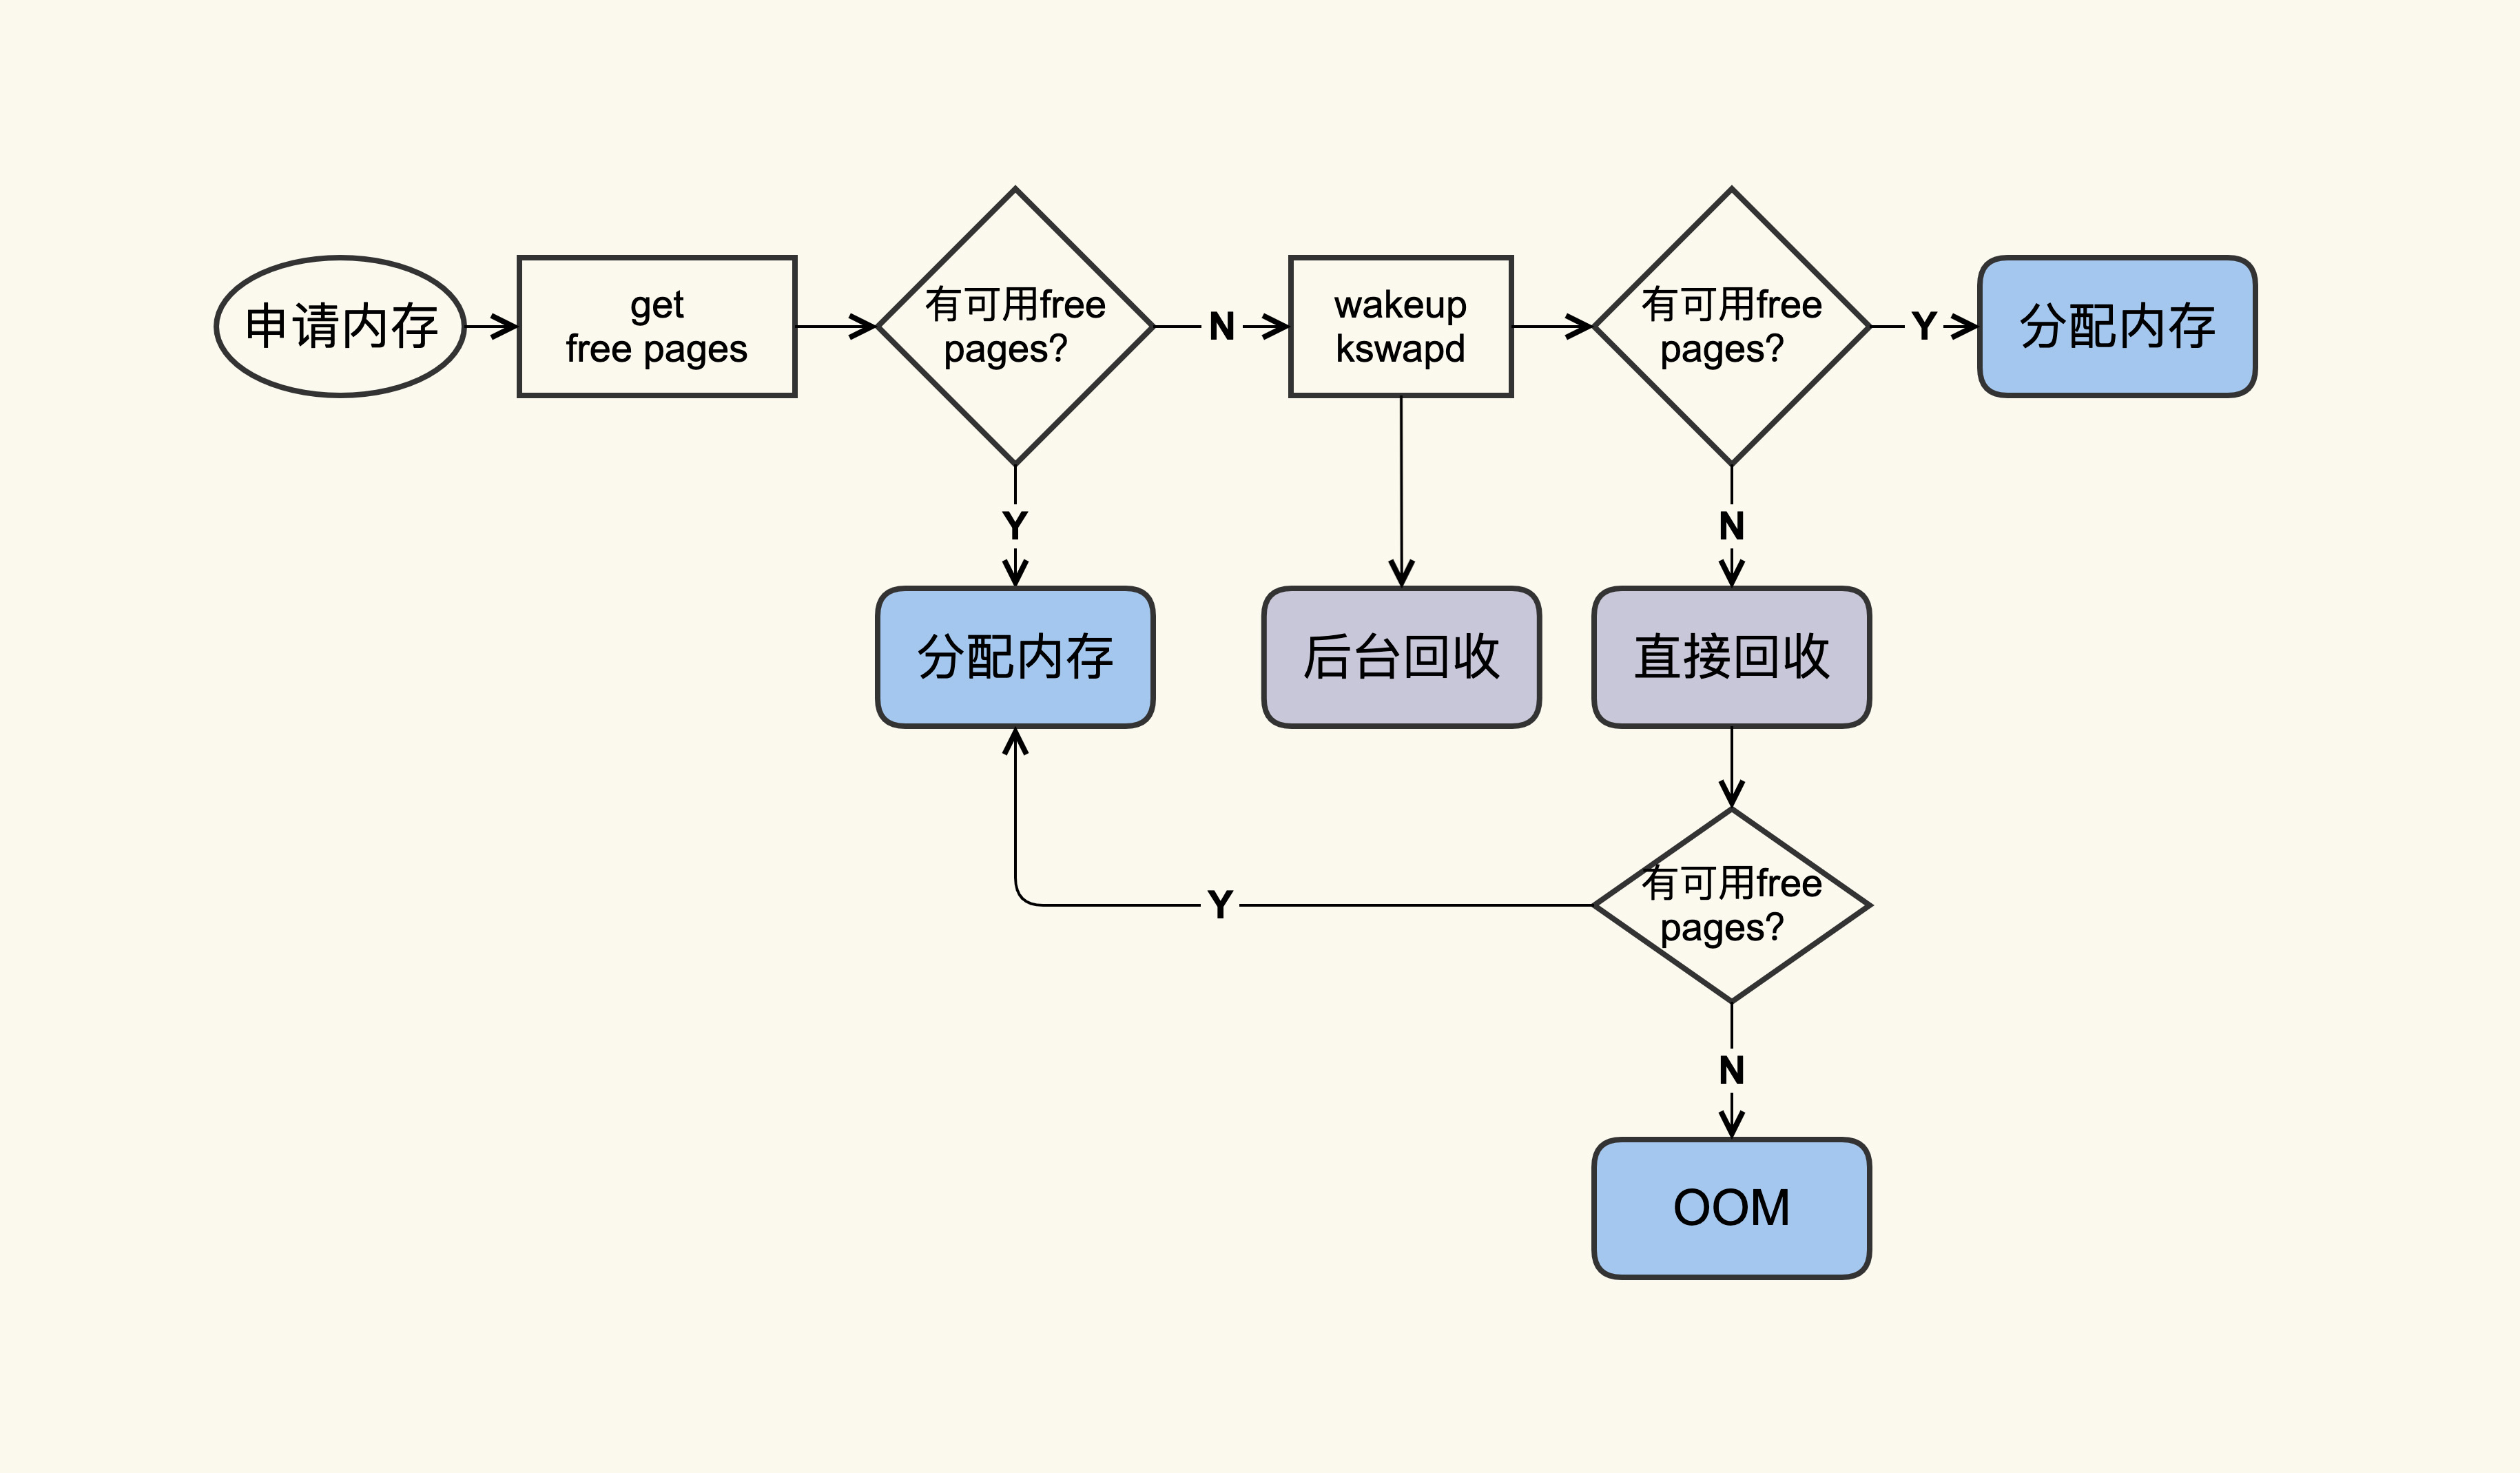 申请内存
get
free pages
有可用free
pages?
N
wakeup
kswapd
有可用free
pages?
Y
分配内存
Y
N
分配内存
后台回收
直接回收
有可用free
pages?
Y
N
OOM